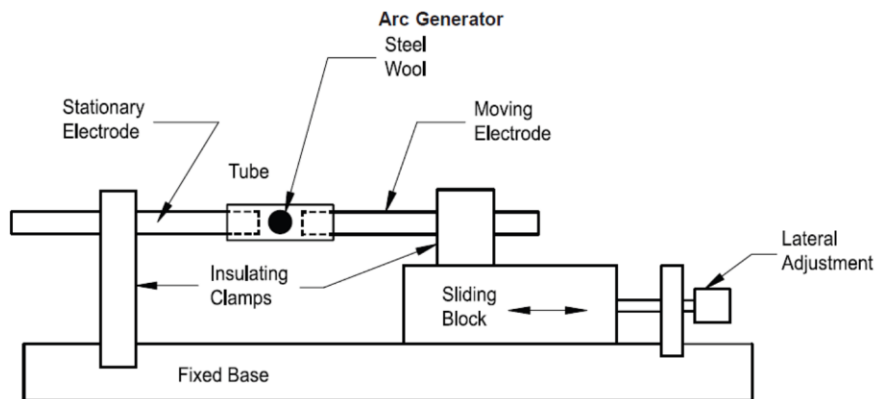 Arc Generator
Steel
Wool
Stationary
Electrode
Moving
Electrode
Tube
Lateral
Adjustment
Insulating
Clamps
Sliding
Block
Fixed Base